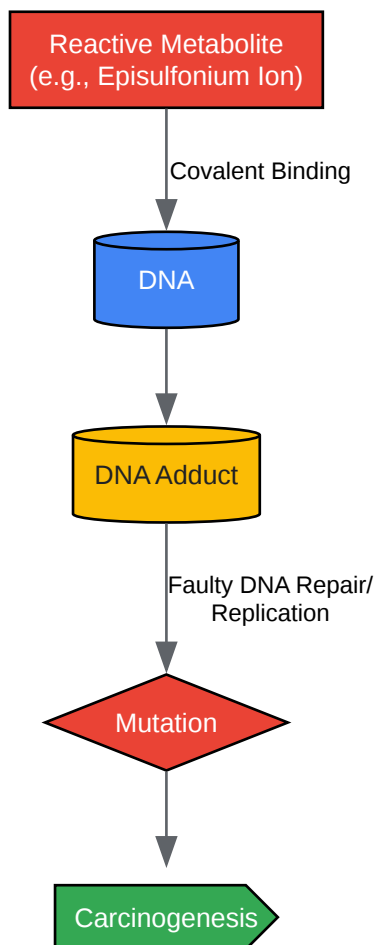 Reactive Metabolite
(e.g., Episulfonium Ion)
Covalent Binding
DNA
DNA Adduct
Faulty DNA Repair/
Replication
Mutation
Carcinogenesis